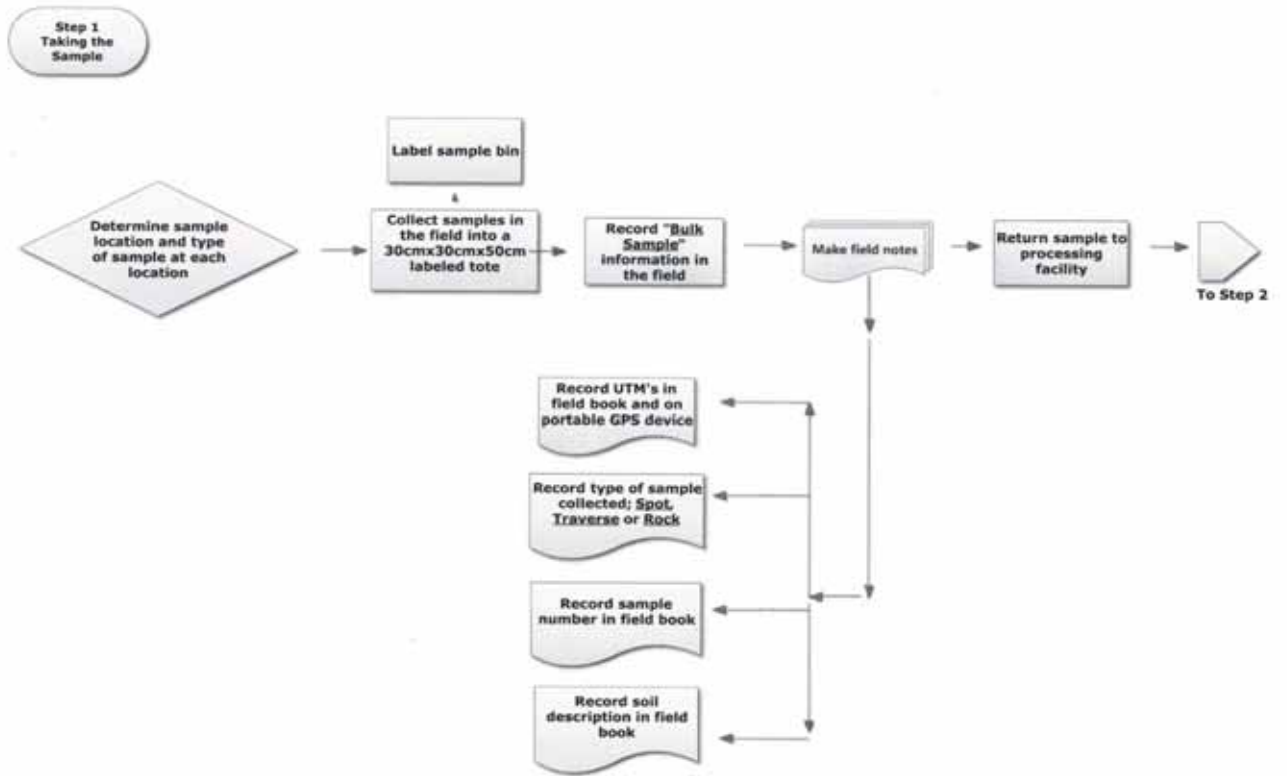 Step 1
Taking the
Sample
Label sample bin
Determine sample
location and type
of sample at each
location
Collect samples in
the field into a
30cmx30cmx50cm
labeled tote
Record "Bulk
Sample"
information in
the field
Make field notes
Return sample to
processing
facility
To Step 2
Record UTM's in
field book and on
portable GPS device
Record type of sample
collected; Spot,
Traverse or Rock
Record sample
number in field book
Record soil
description in field
book